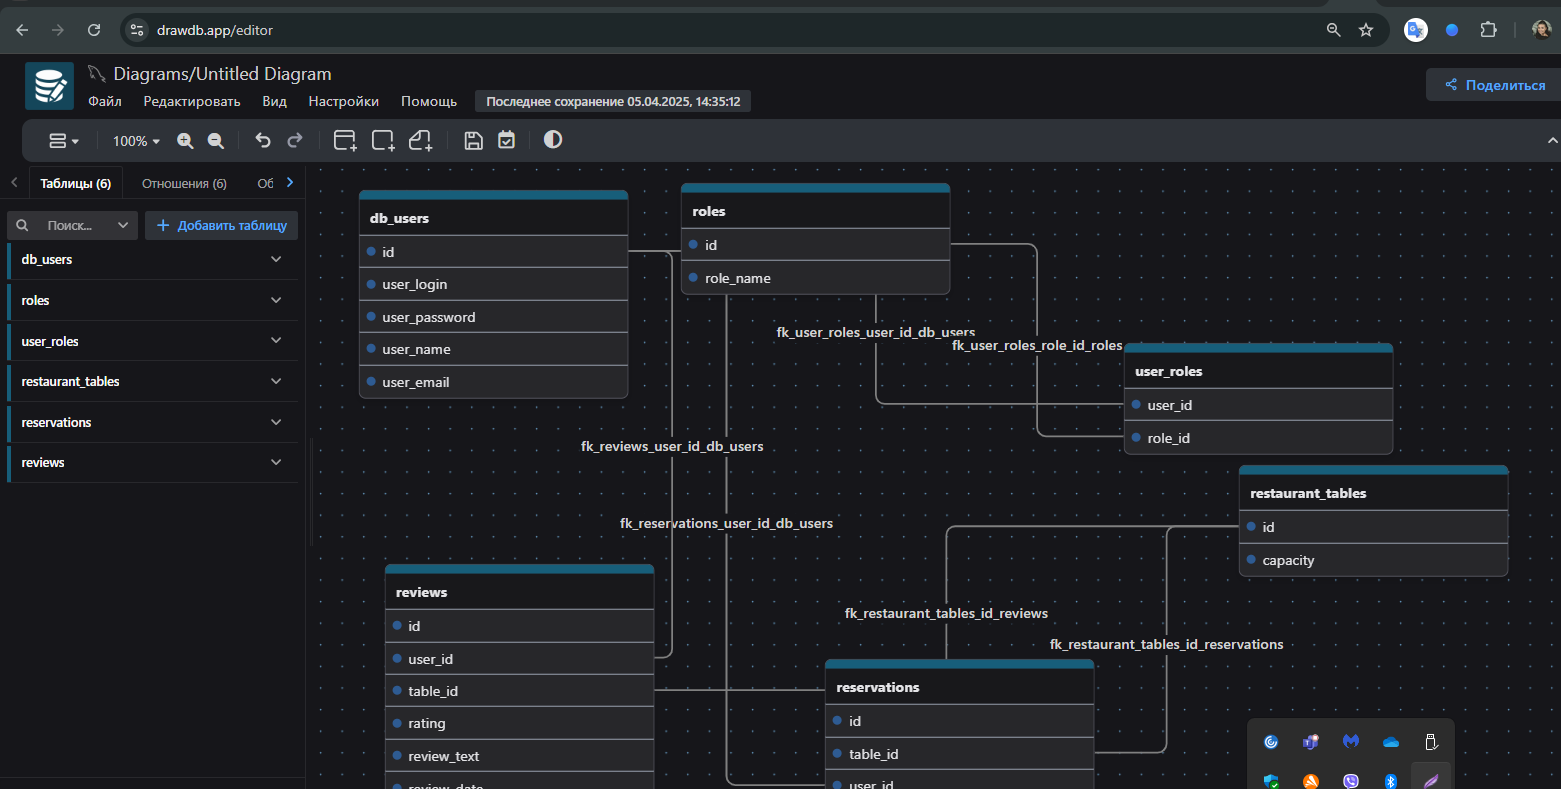 drawdb.app/editor
Diagrams/Untitled Diagram
Файл Редактировать Вид Настройки Помощь Последнее сохранение 05.04.2025, 14:35:12
Поделиться
100%
Таблицы (6) Отношения (6) Об
Поиск... Добавить таблицу
db_users
roles
user_roles
restaurant_tables
reservations
reviews
db_users
id
user_login
user_password
user_name
user_email
roles
id
role_name
fk_user_roles_user_id_db_users
fk_user_roles_role_id_roles
user_roles
user_id
role_id
fk_reviews_user_id_db_users
restaurant_tables
id
capacity
fk_reservations_user_id_db_users
reviews
id
user_id
table_id
rating
review_text
review_date
fk_restaurant_tables_id_reviews
fk_restaurant_tables_id_reservations
reservations
id
table_id
user_id